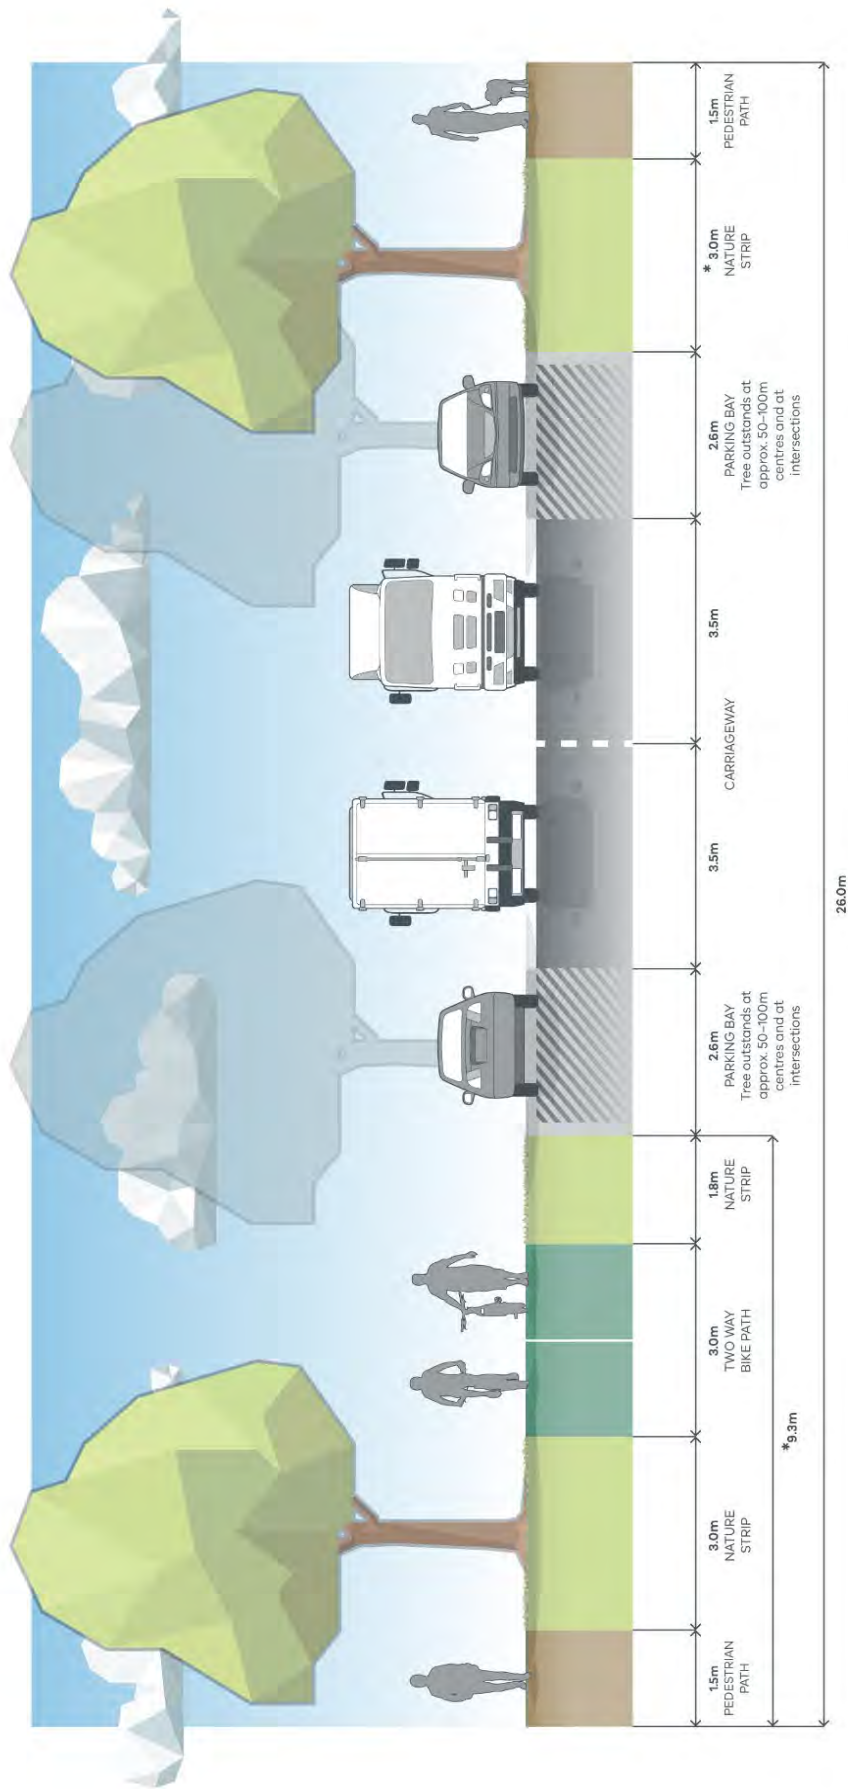 1.5m
PEDESTRIAN
PATH
3.0m
NATURE
STRIP
3.0m
TWO WAY
BIKE PATH
1.8m
NATURE
STRIP
2.6m
PARKING BAY
Tree outstands at
approx. 50–100m
centres and at
intersections
3.5m
CARRIAGEWAY
3.5m
2.6m
PARKING BAY
Tree outstands at
approx. 50–100m
centres and at
intersections
* 3.0m
NATURE
STRIP
1.5m
PEDESTRIAN
PATH
*9.3m
26.0m